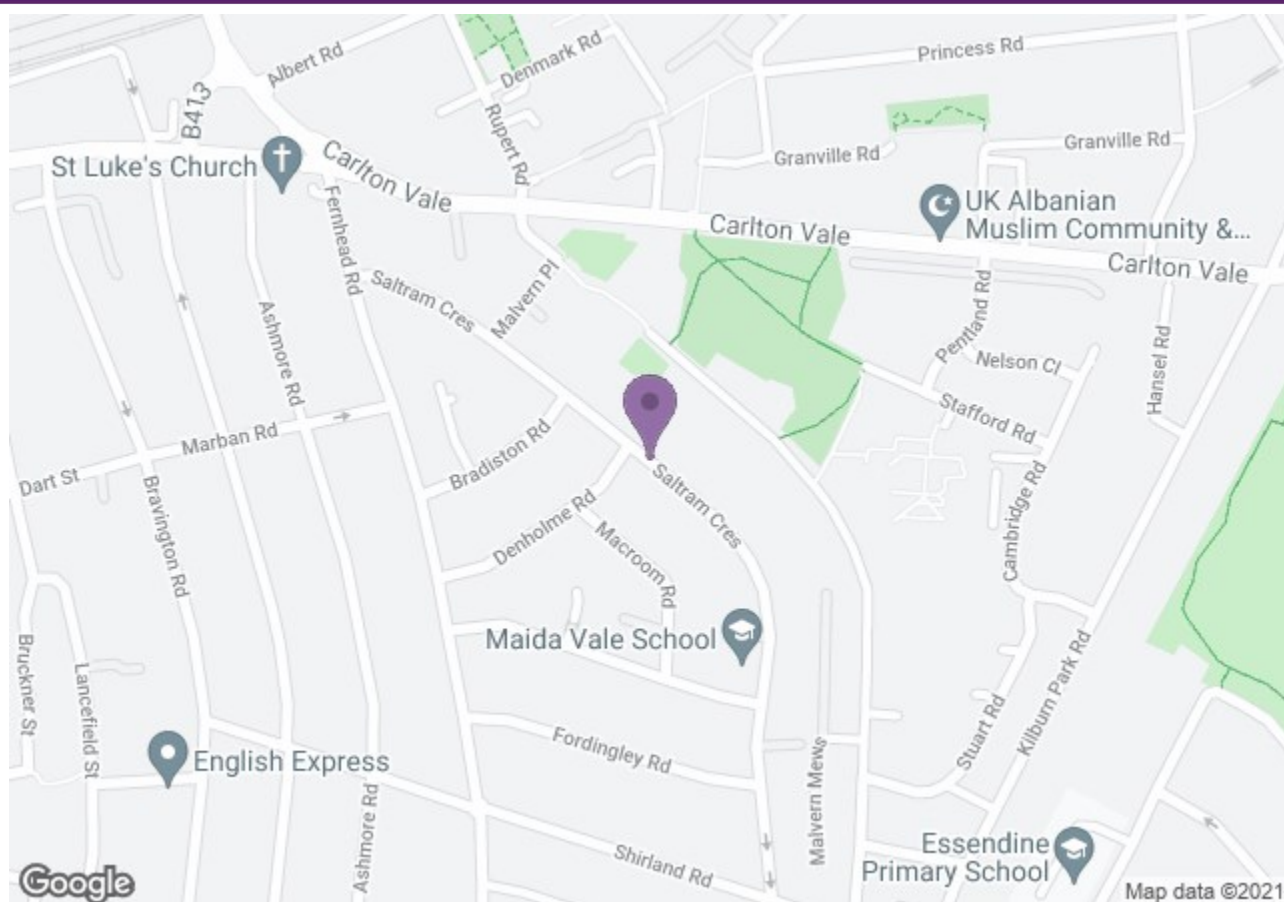 Albert Rd
Denmark Rd
Princess Rd
B413
Rupert Rd
Granville Rd
Granville Rd
St Luke's Church
Carlton Vale
UK Albanian
Muslim Community &...
Carlton Vale
Carlton Vale
Fernhead Rd
Saltram Cres
Malvern Pl
Pentland Rd
Nelson Cl
Hansel Rd
Ashmore Rd
Stafford Rd
Marban Rd
Bradiston Rd
Dart St
Bravington Rd
Saltram Cres
Denholme Rd
Macroom Rd
Cambridge Rd
Maida Vale School
Bruckner St
Lancefield St
Kilburn Park Rd
Stuart Rd
Fordingley Rd
English Express
Malvern Mews
Ashmore Rd
Shirland Rd
Essendine
Primary School
Google
Map data ©2021